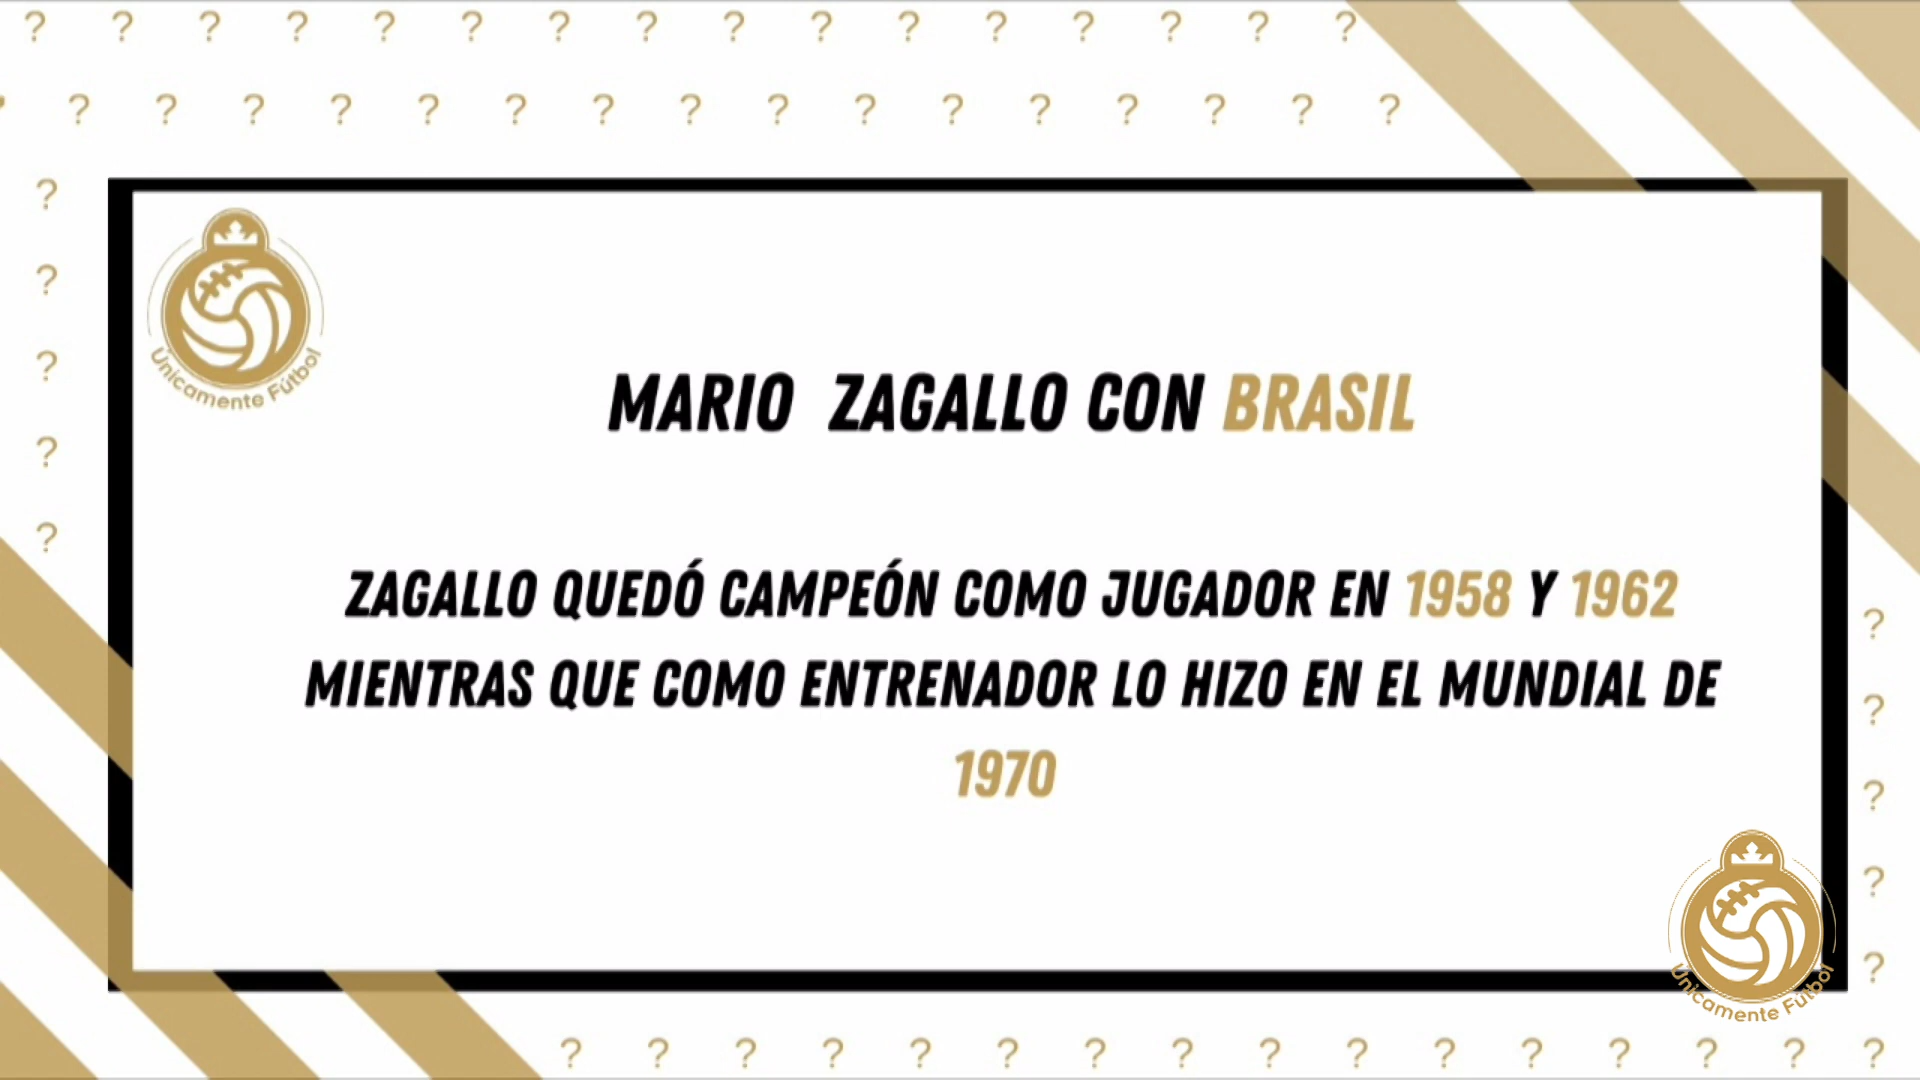 Únicamente Fútbol
MARIO ZAGALLO CON BRASIL
ZAGALLO QUEDÓ CAMPEÓN COMO JUGADOR EN 1958 Y 1962
MIENTRAS QUE COMO ENTRENADOR LO HIZO EN EL MUNDIAL DE
1970
Únicamente Fútbol